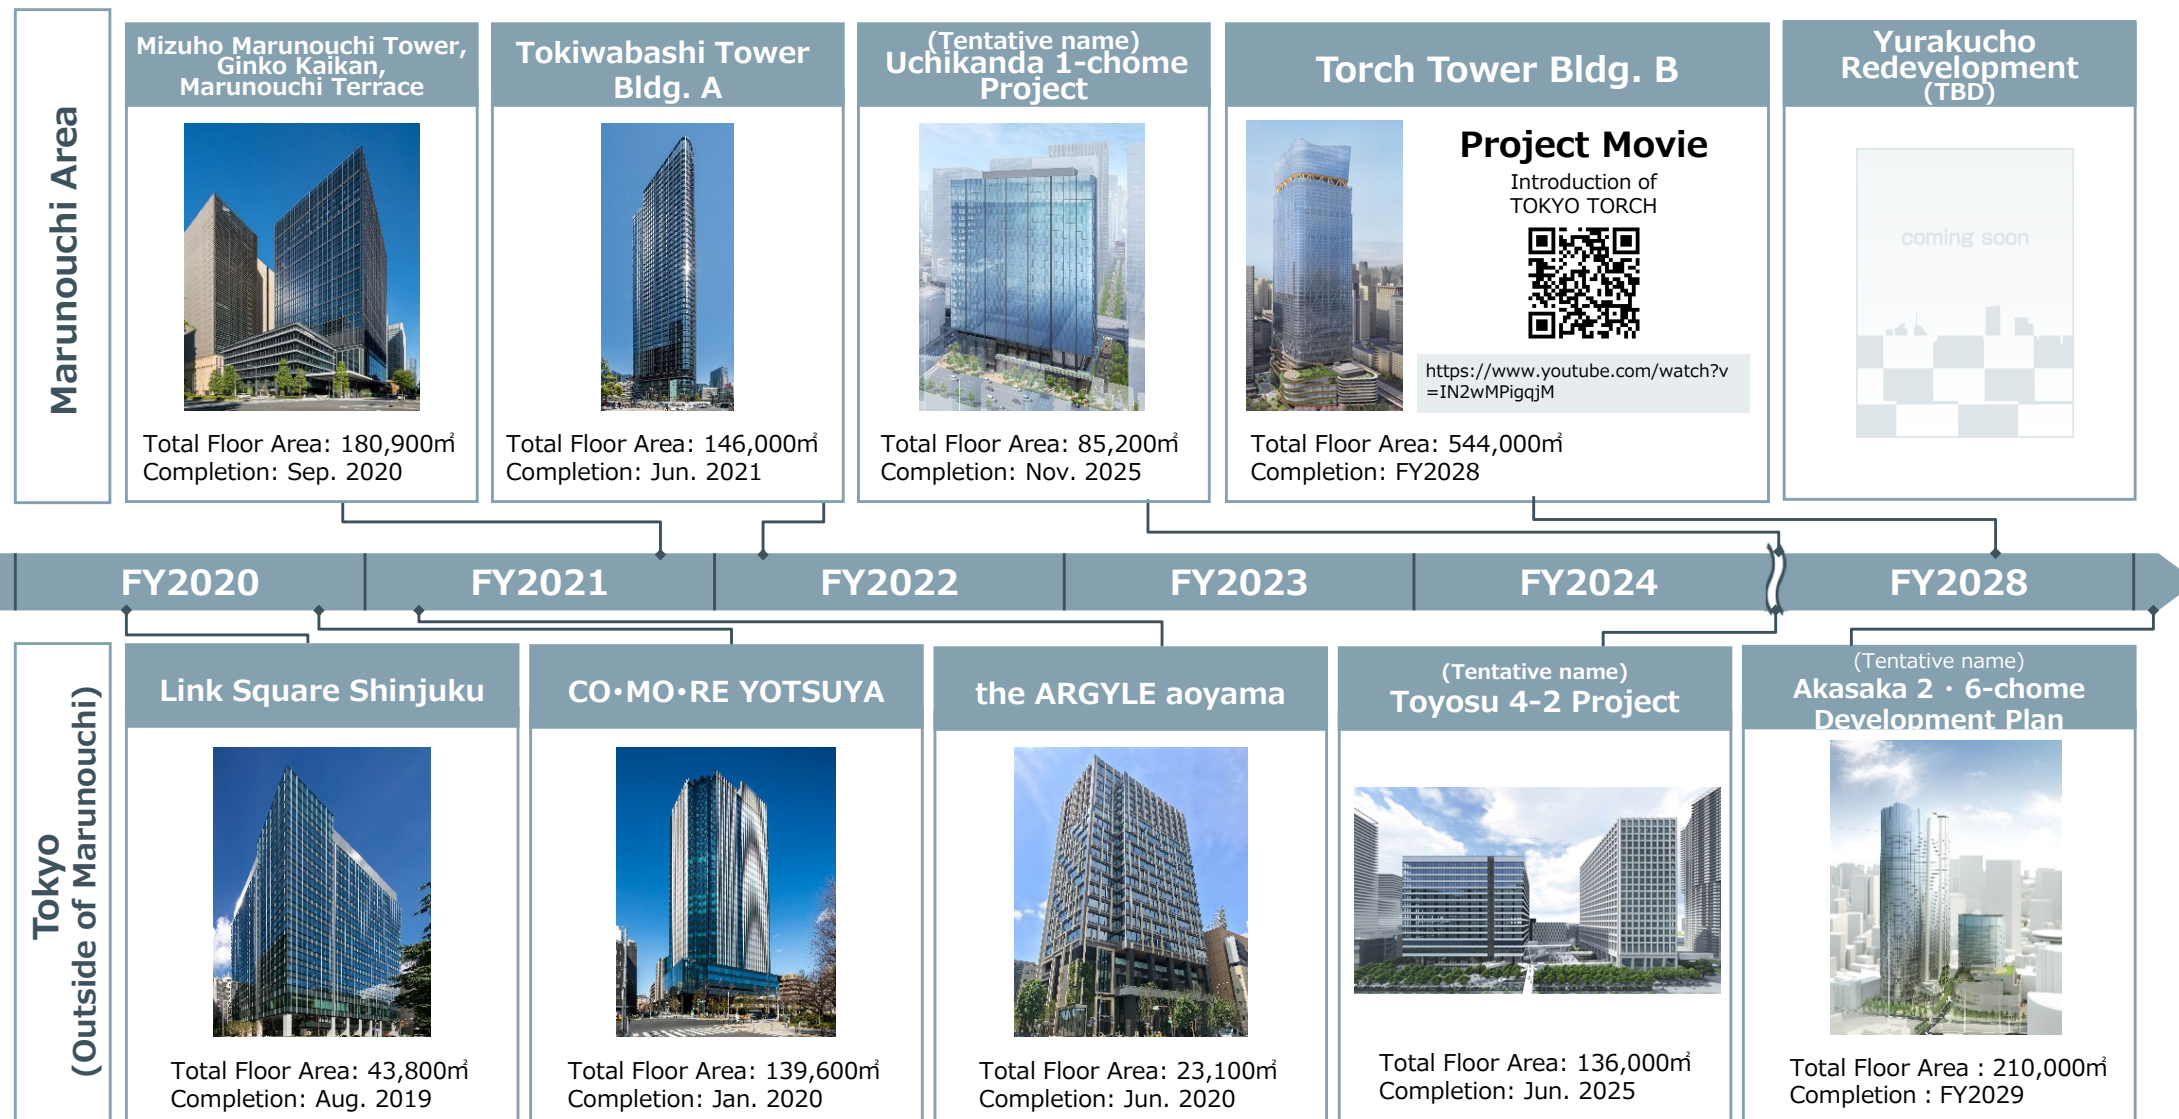 Marunouchi Area
Mizuho Marunouchi Tower,
Ginko Kaikan,
Marunouchi Terrace
Total Floor Area: 180,900㎡
Completion: Sep. 2020
Tokiwabashi Tower
Bldg. A
Total Floor Area: 146,000㎡
Completion: Jun. 2021
(Tentative name)
Uchikanda 1-chome
Project
Total Floor Area: 85,200㎡
Completion: Nov. 2025
Torch Tower Bldg. B
Project Movie
Introduction of
TOKYO TORCH
https://www.youtube.com/watch?v
=IN2wMPigqjM
Total Floor Area: 544,000㎡
Completion: FY2028
Yurakucho
Redevelopment
(TBD)
coming soon
FY2020
FY2021
FY2022
FY2023
FY2024
FY2028
Tokyo
(Outside of Marunouchi)
Link Square Shinjuku
Total Floor Area: 43,800㎡
Completion: Aug. 2019
CO・MO・RE YOTSUYA
Total Floor Area: 139,600㎡
Completion: Jan. 2020
the ARGYLE aoyama
Total Floor Area: 23,100㎡
Completion: Jun. 2020
(Tentative name)
Toyosu 4-2 Project
Total Floor Area: 136,000㎡
Completion: Jun. 2025
(Tentative name)
Akasaka 2・6-chome
Development Plan
Total Floor Area : 210,000㎡
Completion : FY2029